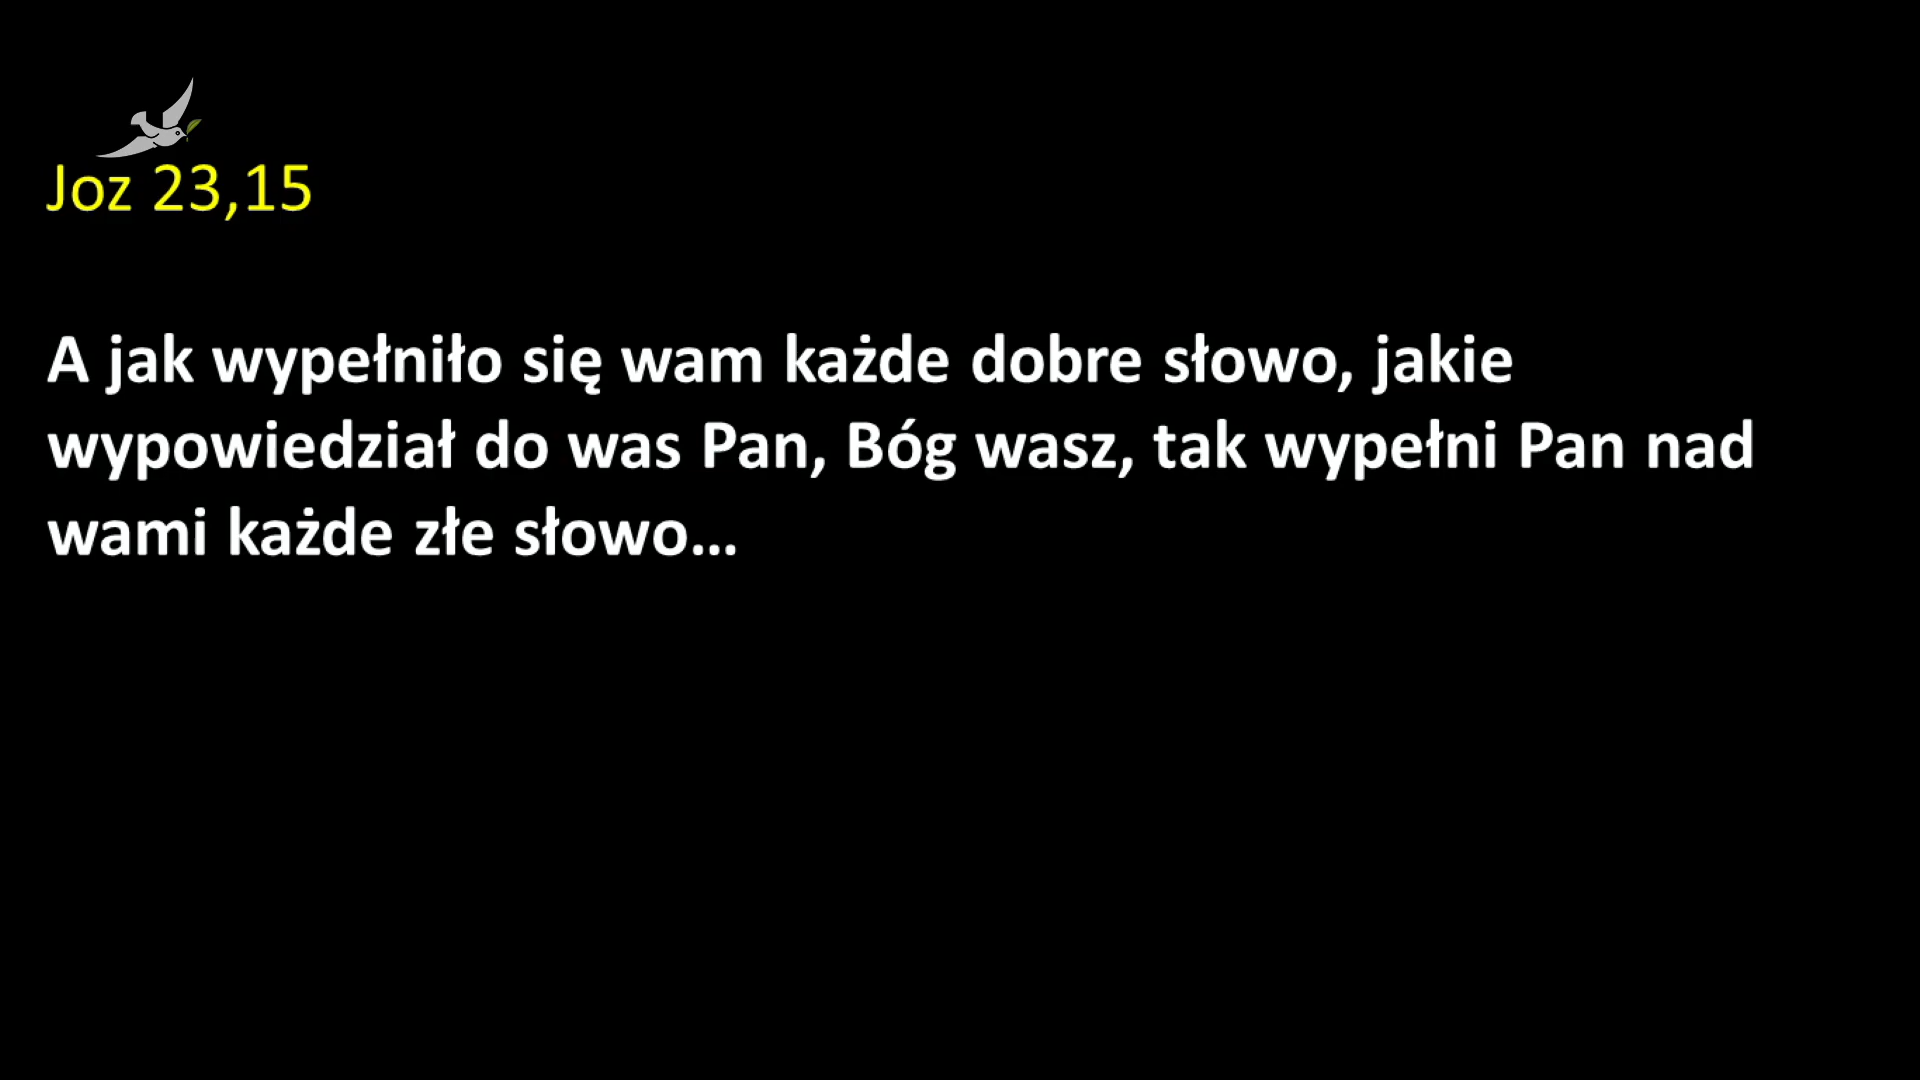 Joz 23,15
A jak wypełniło się wam każde dobre słowo, jakie
wypowiedział do was Pan, Bóg wasz, tak wypełni Pan nad
wami każde złe słowo...